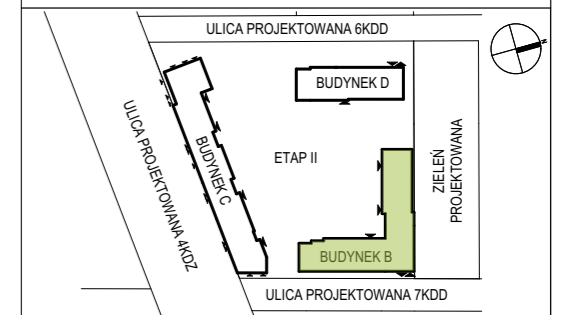 ULICA PROJEKTOWANA 6KDD
BUDYNEK D
ULICA PROJEKTOWANA 4KDZ
BUDYNEK C
ETAP II
ZIELEŃ
PROJEKTOWANA
BUDYNEK B
ULICA PROJEKTOWANA 7KDD